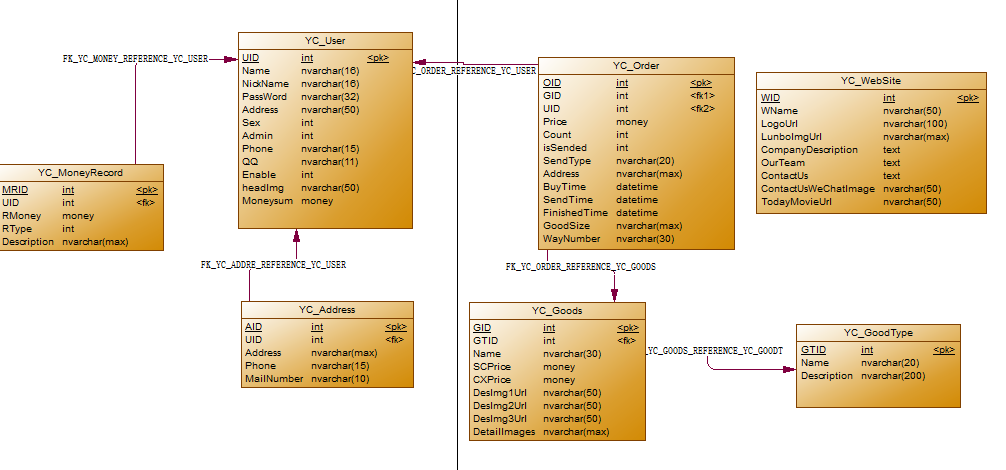 YC_User
UID int <pk>
Name nvarchar(16)
NickName nvarchar(16)
PassWord nvarchar(32)
Address nvarchar(50)
Sex int
Admin int
Phone nvarchar(15)
QQ nvarchar(11)
Enable int
headImg nvarchar(50)
Moneysum money
FK_YC_MONEY_REFERENCE_YC_USER
C_ORDER_REFERENCE_YC_USER
YC_Order
OID int <pk>
GID int <fk1>
UID int <fk2>
Price money
Count int
isSended int
SendType nvarchar(20)
Address nvarchar(max)
BuyTime datetime
SendTime datetime
FinishedTime datetime
GoodSize nvarchar(max)
WayNumber nvarchar(30)
YC_WebSite
WID int <pk>
WName nvarchar(50)
LogoUrl nvarchar(100)
LunboImgUrl nvarchar(max)
CompanyDescription text
OurTeam text
ContactUs text
ContactUsWeChatImage nvarchar(50)
TodayMovieUrl nvarchar(50)
YC_MoneyRecord
MRID int <pk>
UID int <fk>
RMoney money
RType int
Description nvarchar(max)
FK_YC_ADDRE_REFERENCE_YC_USER
FK_YC_ORDER_REFERENCE_YC_GOODS
YC_Address
AID int <pk>
UID int <fk>
Address nvarchar(max)
Phone nvarchar(15)
MailNumber nvarchar(10)
YC_Goods
GID int <pk>
GTID int <fk>
Name nvarchar(30)
SCPrice money
CXPrice money
DesImg1Url nvarchar(50)
DesImg2Url nvarchar(50)
DesImg3Url nvarchar(50)
DetailImages nvarchar(max)
_YC_GOODS_REFERENCE_YC_GOODT
YC_GoodType
GTID int <pk>
Name nvarchar(20)
Description nvarchar(200)